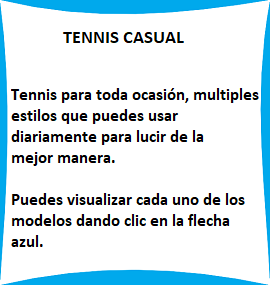 TENNIS CASUAL
Tennis para toda ocasión, multiples
estilos que puedes usar
diariamente para lucir de la
mejor manera.
Puedes visualizar cada uno de los
modelos dando clic en la flecha
azul.